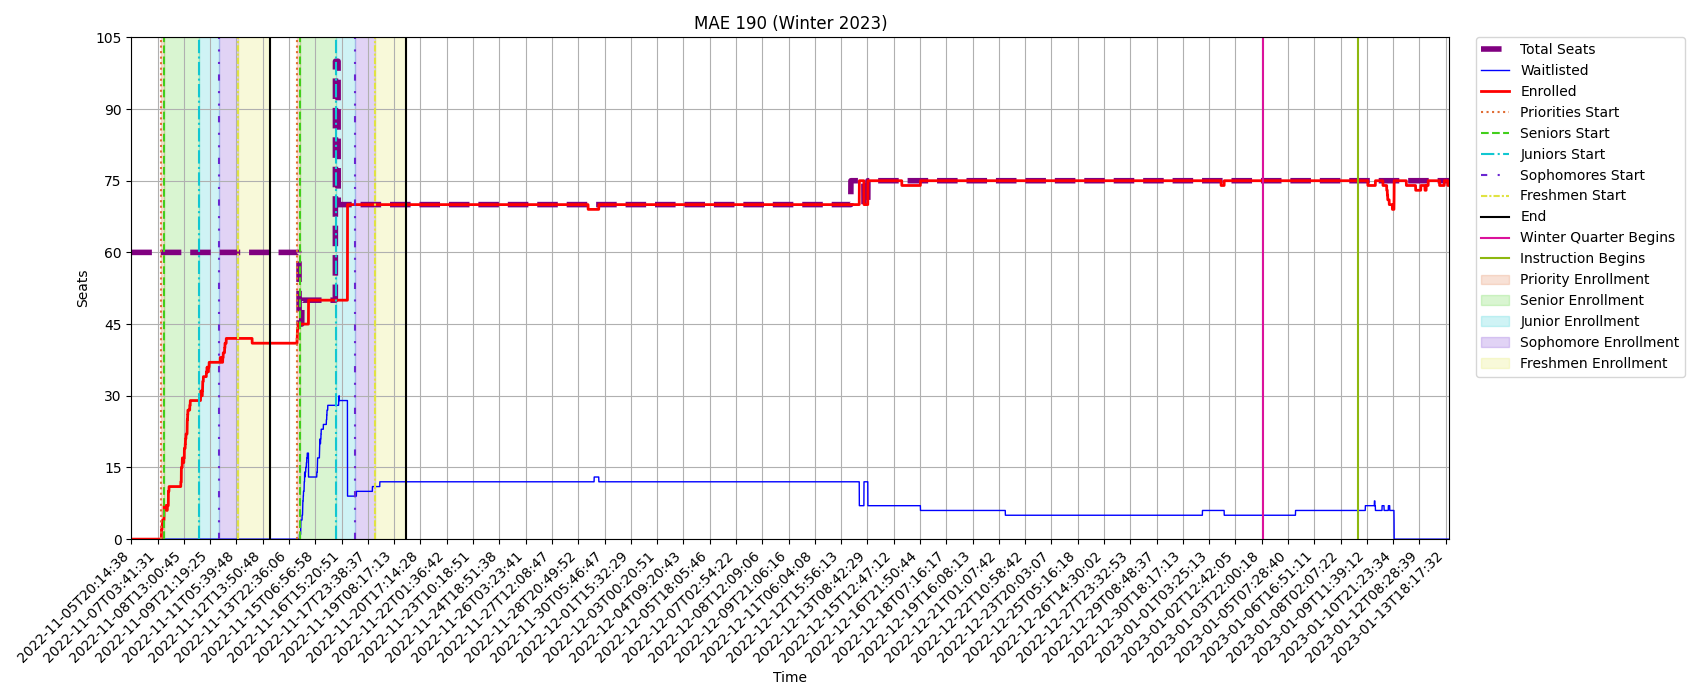 MAE 190 (Winter 2023)
Seats
105
90
75
60
45
30
15
0
2022-11-05T20:14:38
2022-11-07T03:41:31
2022-11-08T13:00:45
2022-11-09T21:19:25
2022-11-11T05:39:48
2022-11-12T13:50:48
2022-11-13T22:36:06
2022-11-15T06:56:58
2022-11-16T15:20:51
2022-11-17T23:38:37
2022-11-19T08:17:13
2022-11-20T17:14:28
2022-11-22T01:36:42
2022-11-23T10:18:51
2022-11-24T18:51:38
2022-11-26T03:23:41
2022-11-27T12:08:47
2022-11-28T20:49:52
2022-11-30T05:46:47
2022-12-01T15:32:29
2022-12-03T00:20:51
2022-12-04T09:20:43
2022-12-05T18:05:46
2022-12-07T02:54:22
2022-12-08T12:09:06
2022-12-09T21:06:16
2022-12-11T06:04:08
2022-12-12T15:56:13
2022-12-14T08:42:29
2022-12-15T12:47:12
2022-12-16T21:50:44
2022-12-18T07:16:17
2022-12-19T16:08:13
2022-12-21T01:07:42
2022-12-22T10:58:42
2022-12-23T20:03:07
2022-12-25T05:16:18
2022-12-26T14:30:02
2022-12-27T23:32:53
2022-12-29T08:48:37
2022-12-30T18:17:13
2023-01-01T03:25:13
2023-01-02T12:42:05
2023-01-03T22:00:18
2023-01-05T07:28:40
2023-01-06T16:51:11
2023-01-08T02:07:22
2023-01-09T11:39:12
2023-01-10T21:23:34
2023-01-12T08:28:39
2023-01-13T18:17:32
Time
Total Seats
Waitlisted
Enrolled
Priorities Start
Seniors Start
Juniors Start
Sophomores Start
Freshmen Start
End
Winter Quarter Begins
Instruction Begins
Priority Enrollment
Senior Enrollment
Junior Enrollment
Sophomore Enrollment
Freshmen Enrollment